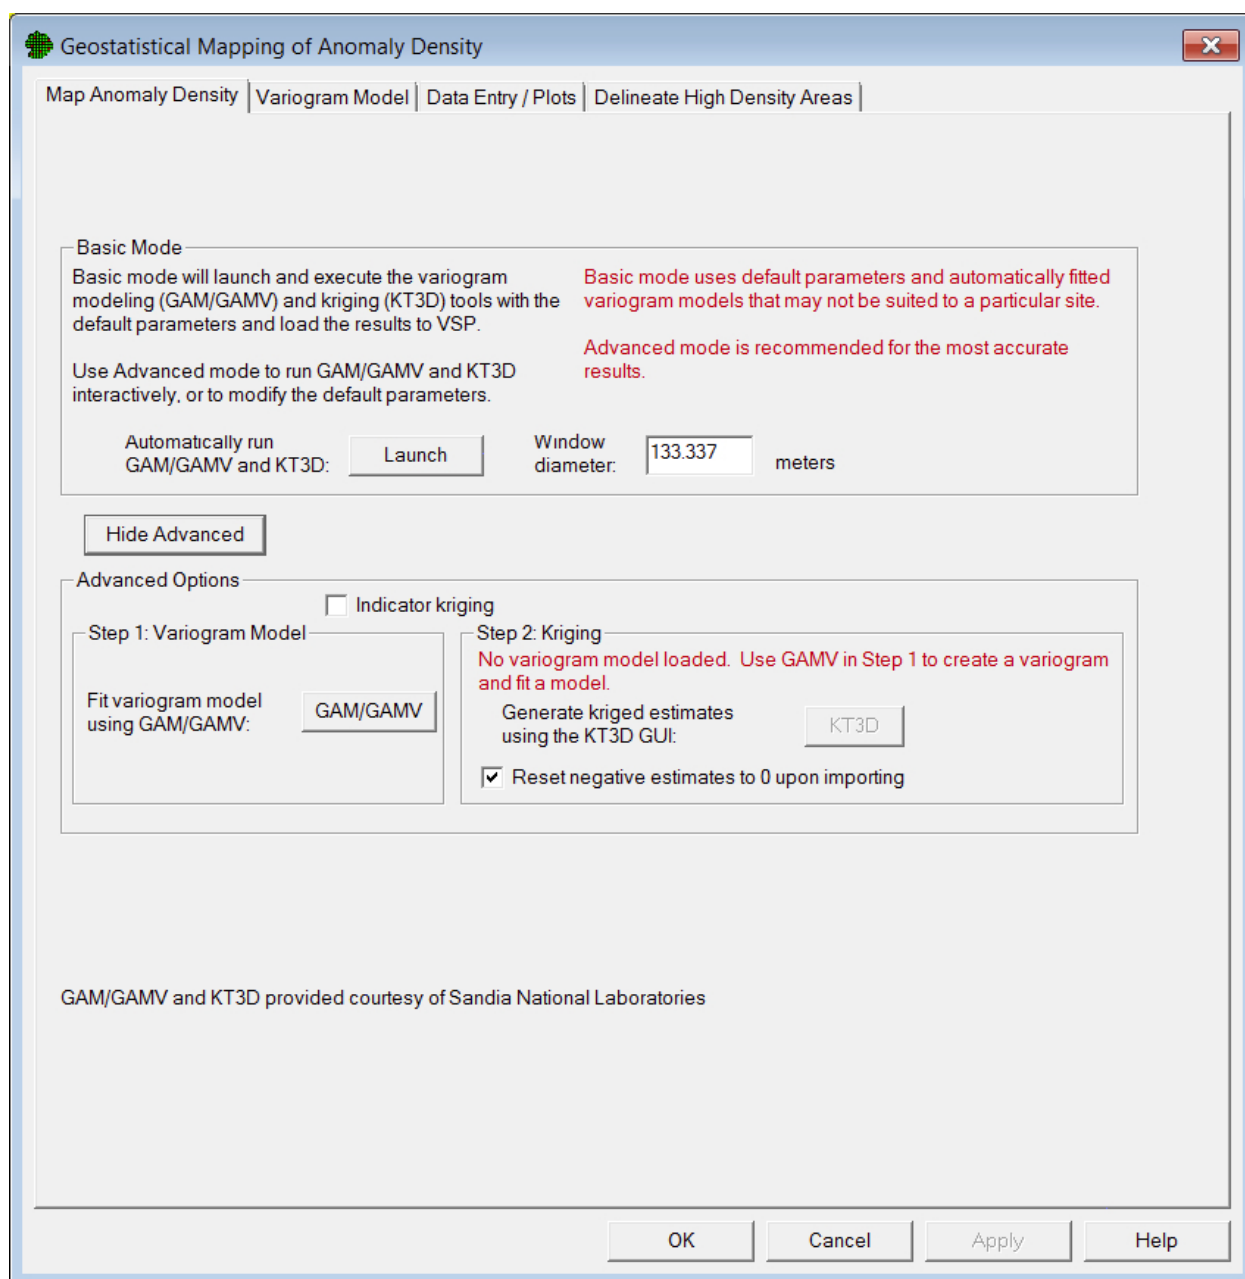 Geostatistical Mapping of Anomaly Density
Map Anomaly Density
Variogram Model
Data Entry / Plots
Delineate High Density Areas
Basic Mode
Basic mode will launch and execute the variogram
modeling (GAM/GAMV) and kriging (KT3D) tools with the
default parameters and load the results to VSP.
Use Advanced mode to run GAM/GAMV and KT3D
interactively, or to modify the default parameters.
Basic mode uses default parameters and automatically fitted
variogram models that may not be suited to a particular site.
Advanced mode is recommended for the most accurate
results.
Automatically run
GAM/GAMV and KT3D:
Launch
Window
diameter:
133.337
meters
Hide Advanced
Advanced Options
Indicator kriging
Step 1: Variogram Model
Fit variogram model
using GAM/GAMV:
GAM/GAMV
Step 2: Kriging
No variogram model loaded. Use GAMV in Step 1 to create a variogram
and fit a model.
Generate kriged estimates
using the KT3D GUI:
KT3D
Reset negative estimates to 0 upon importing
GAM/GAMV and KT3D provided courtesy of Sandia National Laboratories
OK
Cancel
Apply
Help